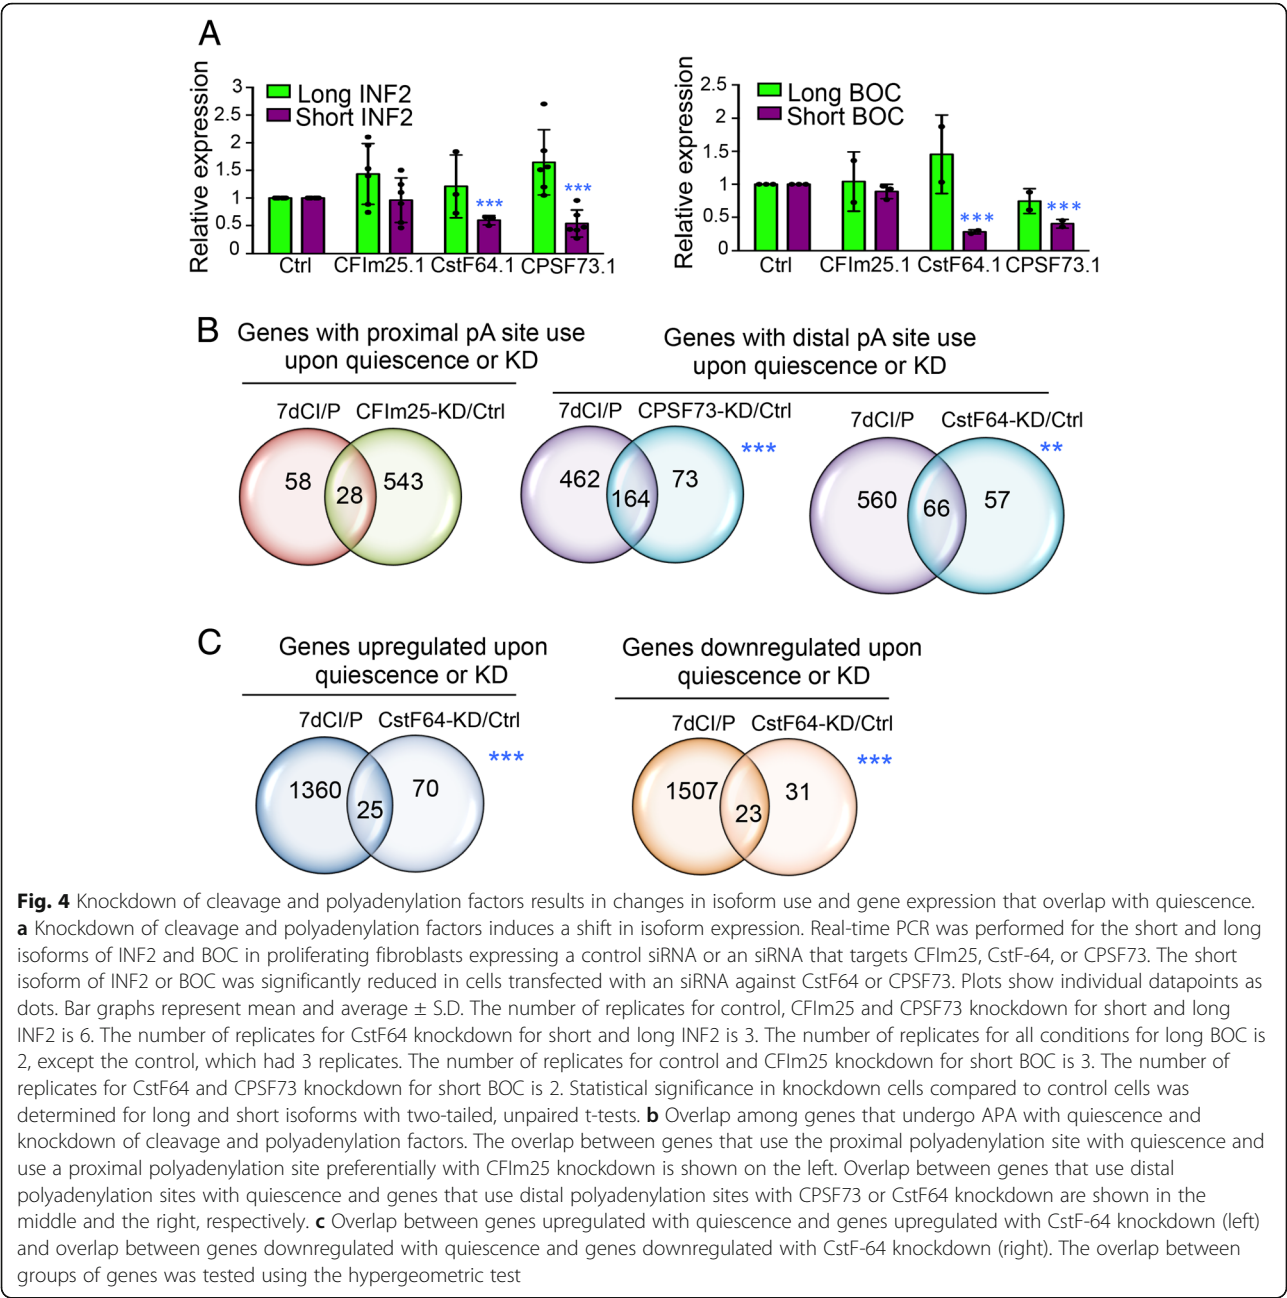 A
Relative expression
3
2.5
2
1.5
1
0.5
0
Long INF2
Short INF2
***
***
Ctrl
CFIm25.1
CstF64.1
CPSF73.1
Relative expression
2.5
2
1.5
1
0.5
0
Long BOC
Short BOC
***
***
Ctrl
CFIm25.1
CstF64.1
CPSF73.1
B
Genes with proximal pA site use
upon quiescence or KD
7dCI/P
CFIm25-KD/Ctrl
58
28
543
Genes with distal pA site use
upon quiescence or KD
7dCI/P
CPSF73-KD/Ctrl
***
462
164
73
7dCI/P
CstF64-KD/Ctrl
**
560
66
57
C
Genes upregulated upon
quiescence or KD
7dCI/P
CstF64-KD/Ctrl
***
1360
25
70
Genes downregulated upon
quiescence or KD
7dCI/P
CstF64-KD/Ctrl
***
1507
23
31
Fig. 4 Knockdown of cleavage and polyadenylation factors results in changes in isoform use and gene expression that overlap with quiescence.
a Knockdown of cleavage and polyadenylation factors induces a shift in isoform expression. Real-time PCR was performed for the short and long
isoforms of INF2 and BOC in proliferating fibroblasts expressing a control siRNA or an siRNA that targets CFIm25, CstF-64, or CPSF73. The short
isoform of INF2 or BOC was significantly reduced in cells transfected with an siRNA against CstF64 or CPSF73. Plots show individual datapoints as
dots. Bar graphs represent mean and average ± S.D. The number of replicates for control, CFIm25 and CPSF73 knockdown for short and long
INF2 is 6. The number of replicates for CstF64 knockdown for short and long INF2 is 3. The number of replicates for all conditions for long BOC is
2, except the control, which had 3 replicates. The number of replicates for control and CFIm25 knockdown for short BOC is 3. The number of
replicates for CstF64 and CPSF73 knockdown for short BOC is 2. Statistical significance in knockdown cells compared to control cells was
determined for long and short isoforms with two-tailed, unpaired t-tests. b Overlap among genes that undergo APA with quiescence and
knockdown of cleavage and polyadenylation factors. The overlap between genes that use the proximal polyadenylation site with quiescence and
use a proximal polyadenylation site preferentially with CFIm25 knockdown is shown on the left. Overlap between genes that use distal
polyadenylation sites with quiescence and genes that use distal polyadenylation sites with CPSF73 or CstF64 knockdown are shown in the
middle and the right, respectively. c Overlap between genes upregulated with quiescence and genes upregulated with CstF-64 knockdown (left)
and overlap between genes downregulated with quiescence and genes downregulated with CstF-64 knockdown (right). The overlap between
groups of genes was tested using the hypergeometric test